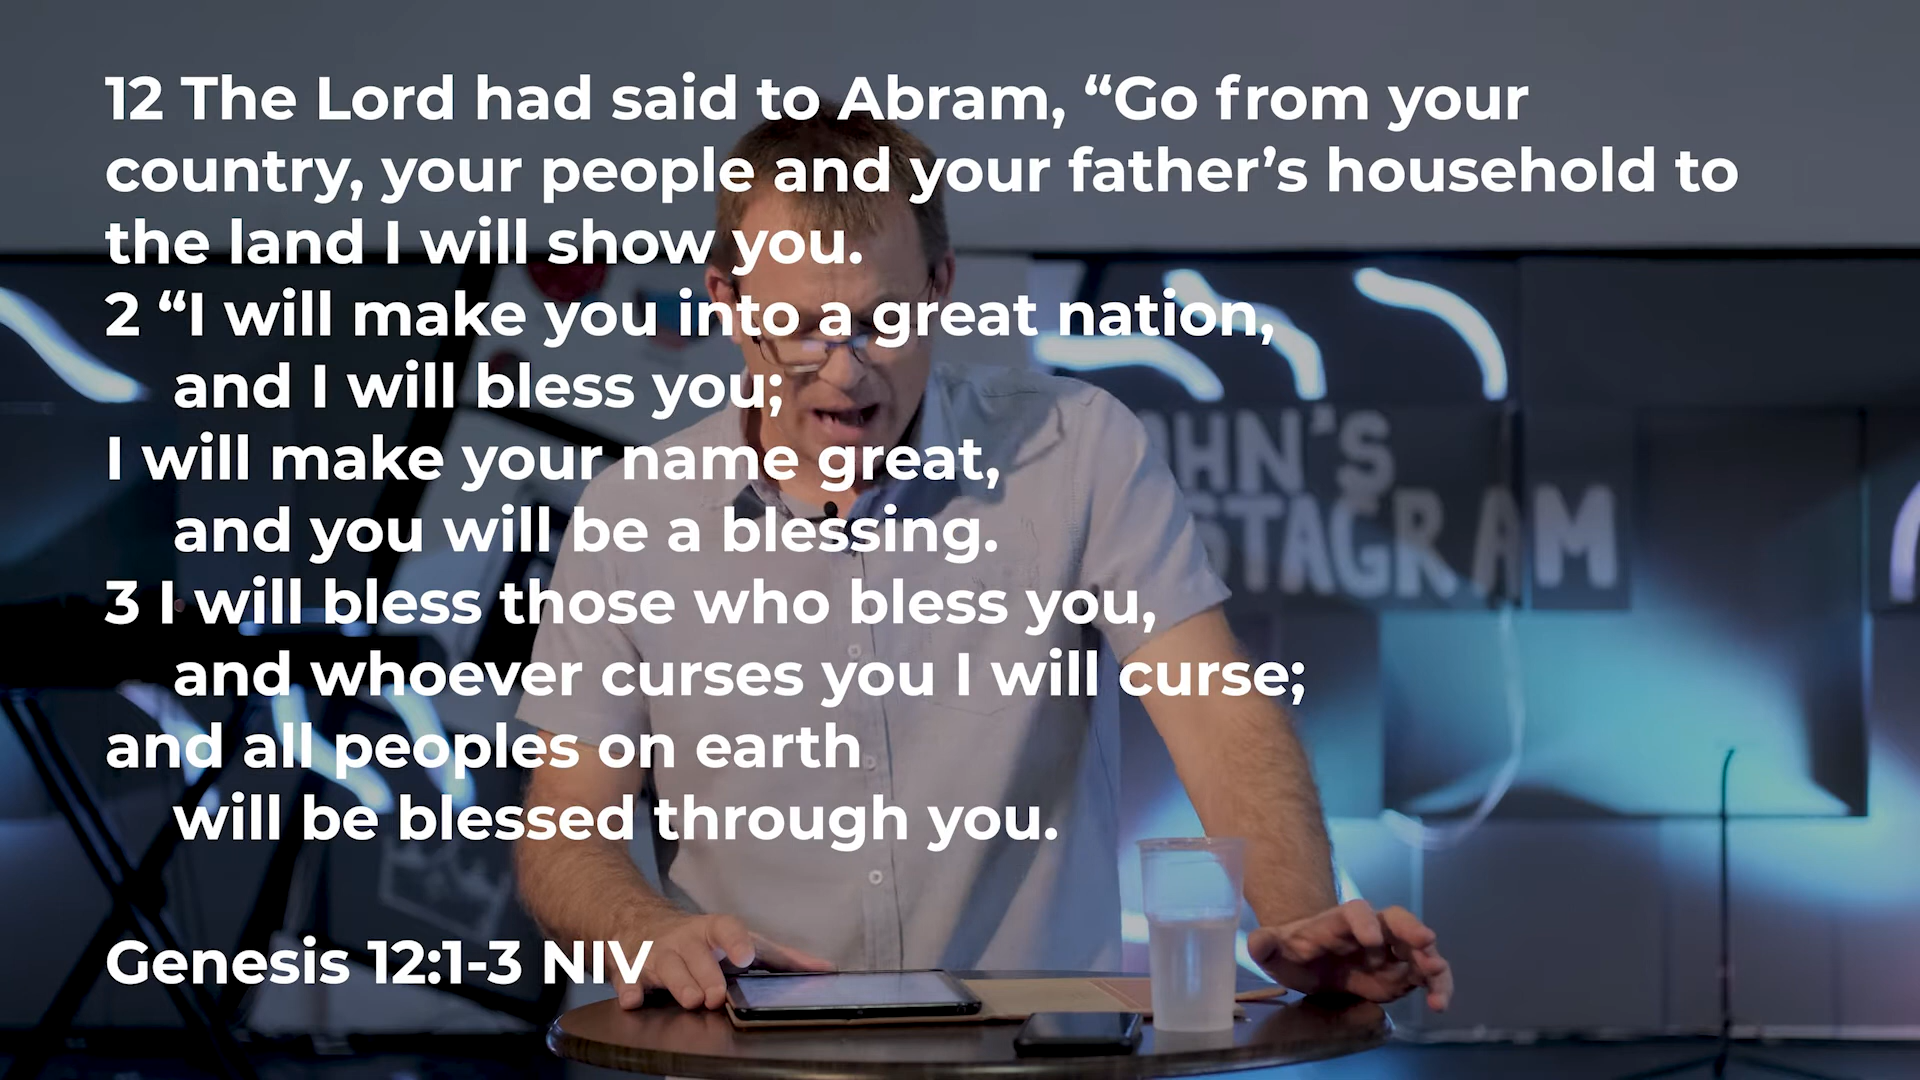 12 The Lord had said to Abram, “Go from your
country, your people and your father’s household to
the land I will show you.
2 “I will make you into a great nation,
and I will bless you;
I will make your name great,
and you will be a blessing.
3 I will bless those who bless you,
and whoever curses you I will curse;
and all peoples on earth
will be blessed through you.
Genesis 12:1-3 NIV
OHN’S
STAGRAM